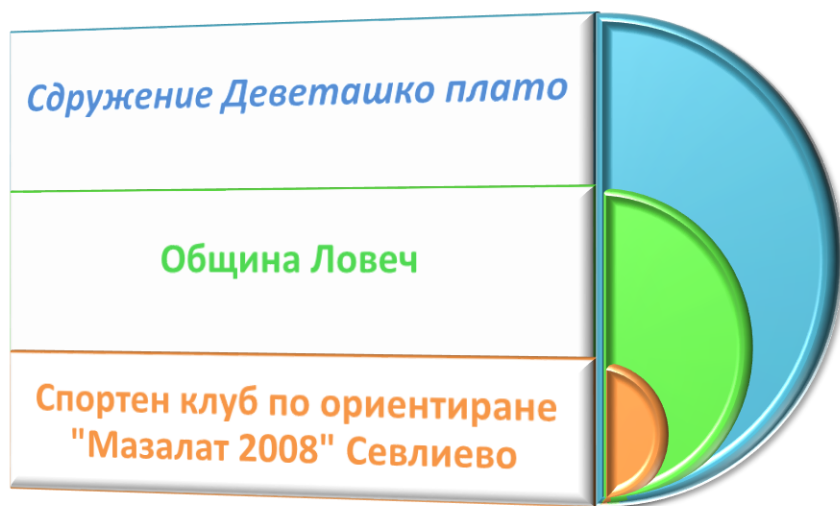 Сдружение Деветашко плато
Община Ловеч
Спортен клуб по ориентиране
"Мазалат 2008" Севлиево